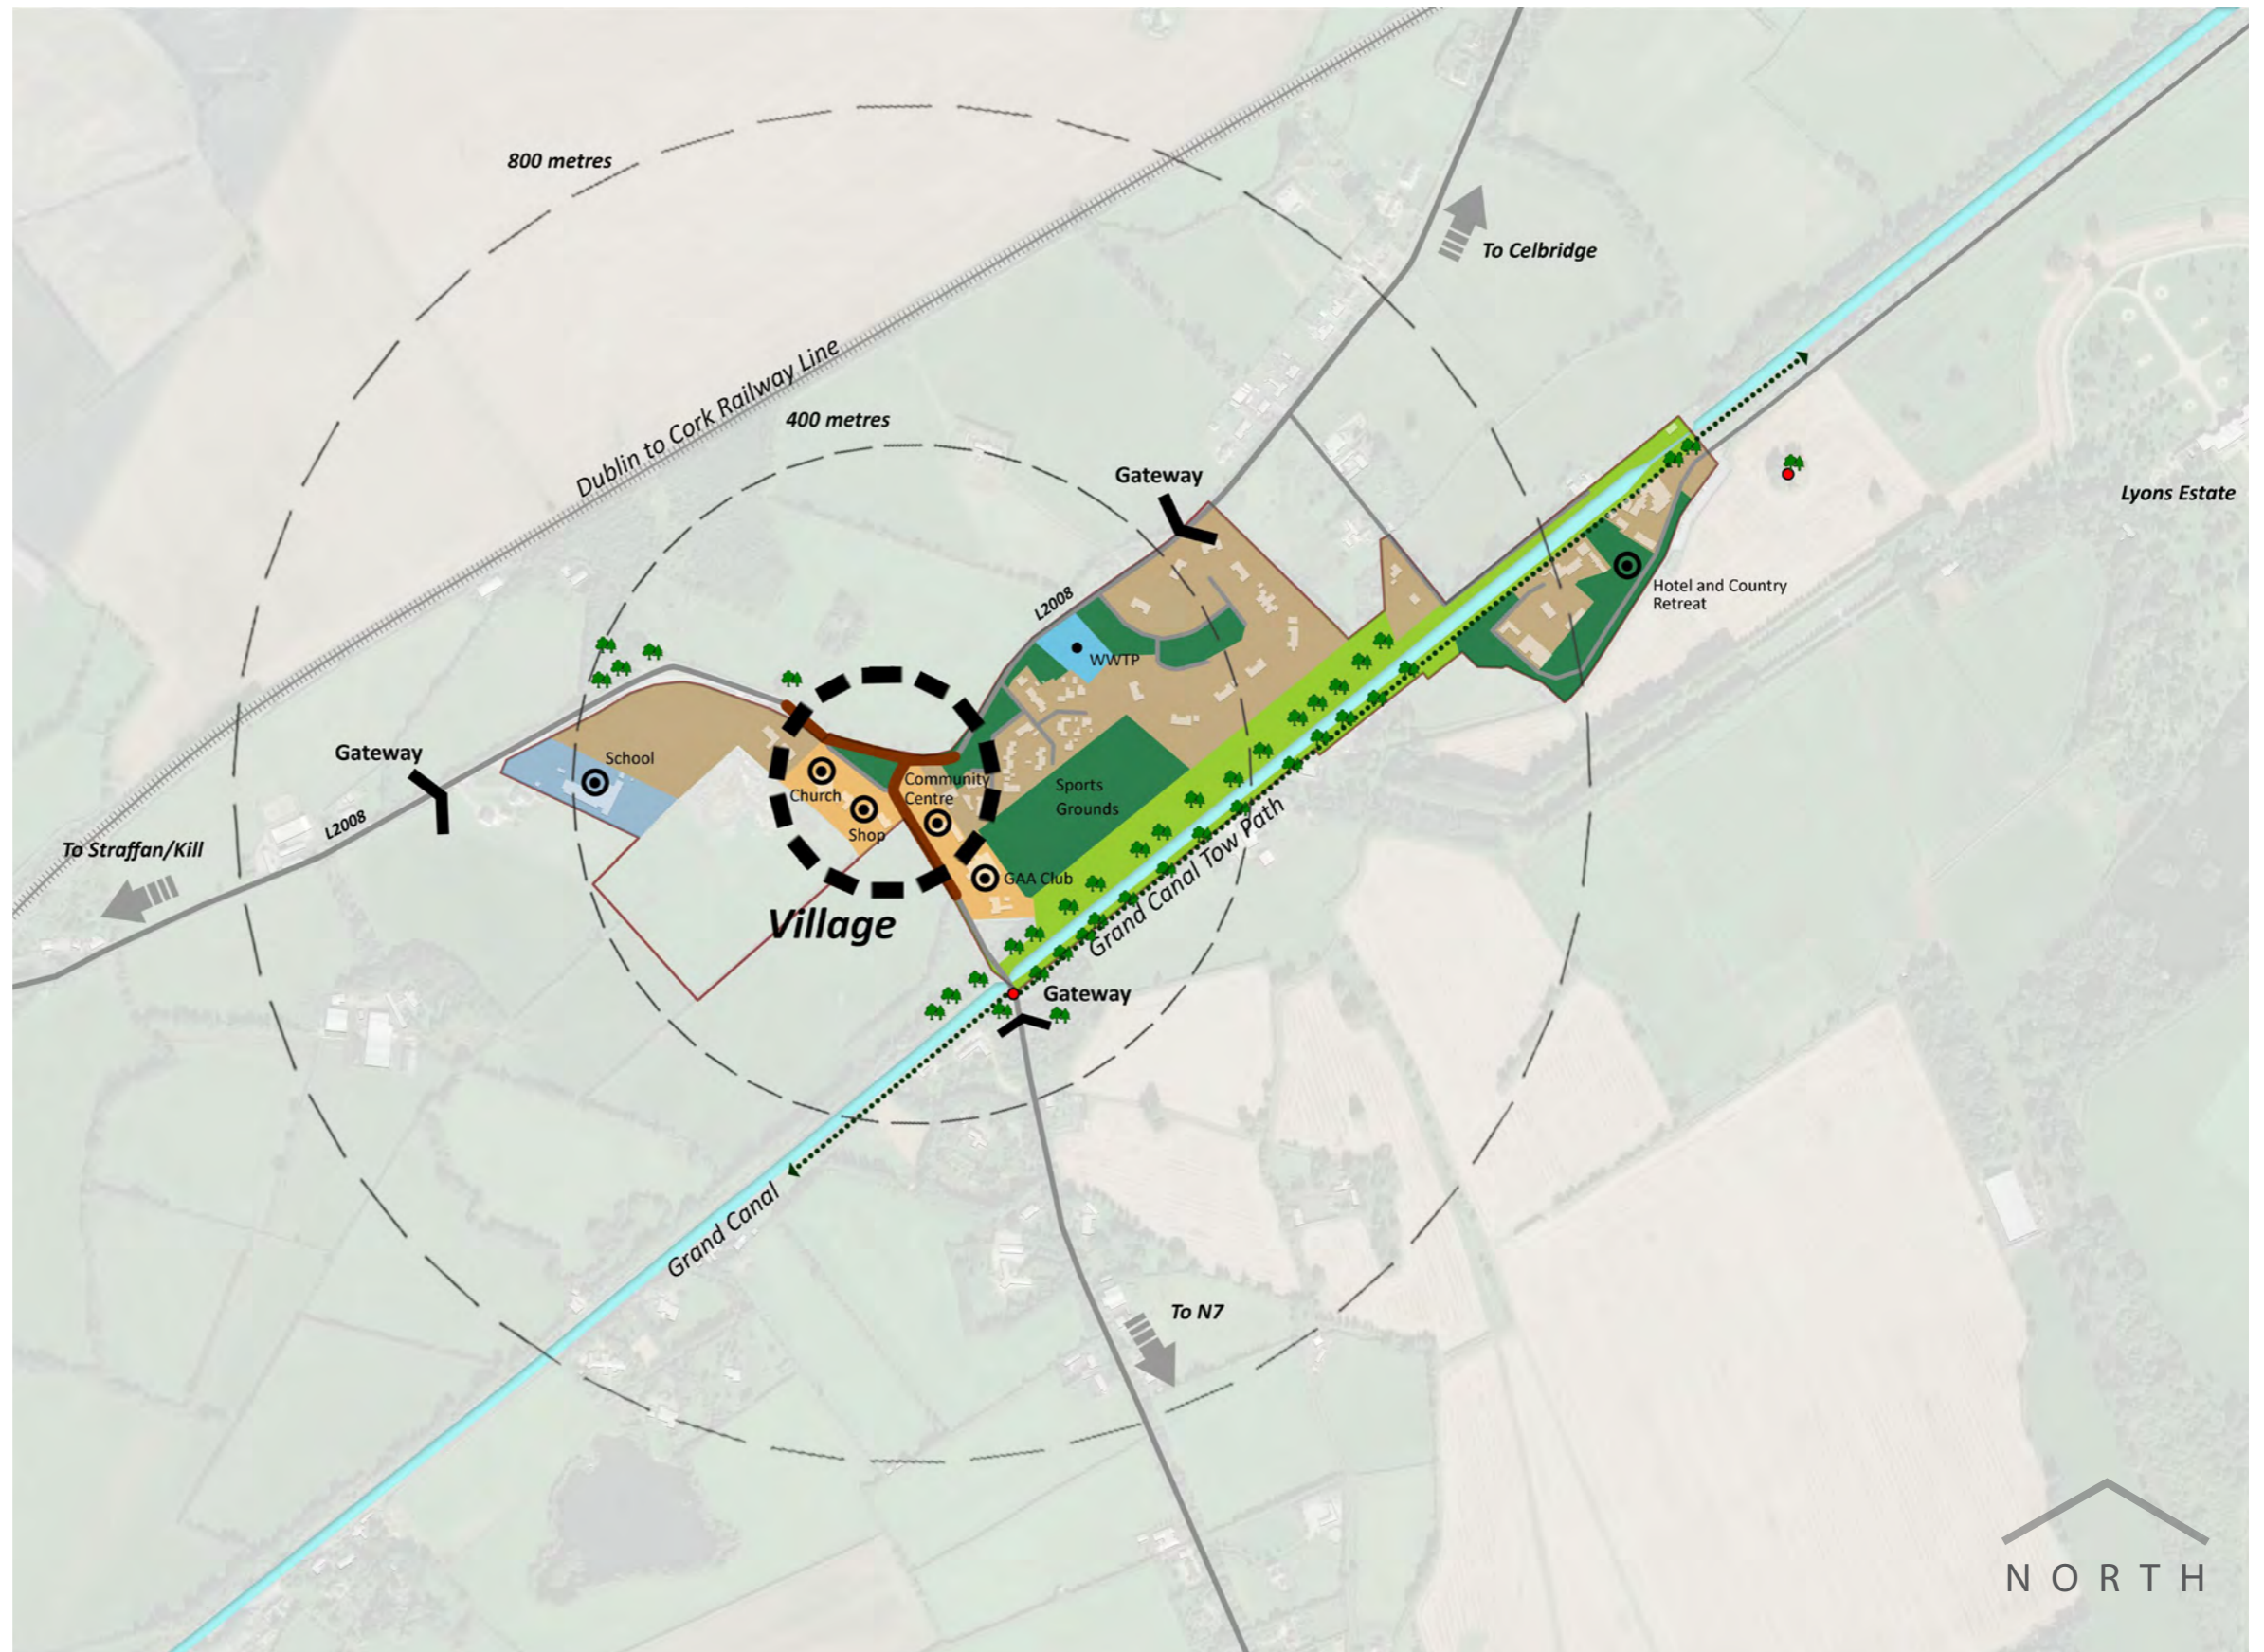 800 metres
To Celbridge
Dublin to Cork Railway Line
400 metres
Gateway
Lyons Estate
Hotel and Country
Retreat
L2008
WWTP
Gateway
School
Community
Centre
Church
Shop
Sports
Grounds
L2008
To Straffan/Kill
GAA Club
Village
Grand Canal Tow Path
Gateway
Grand Canal
To N7
NORTH